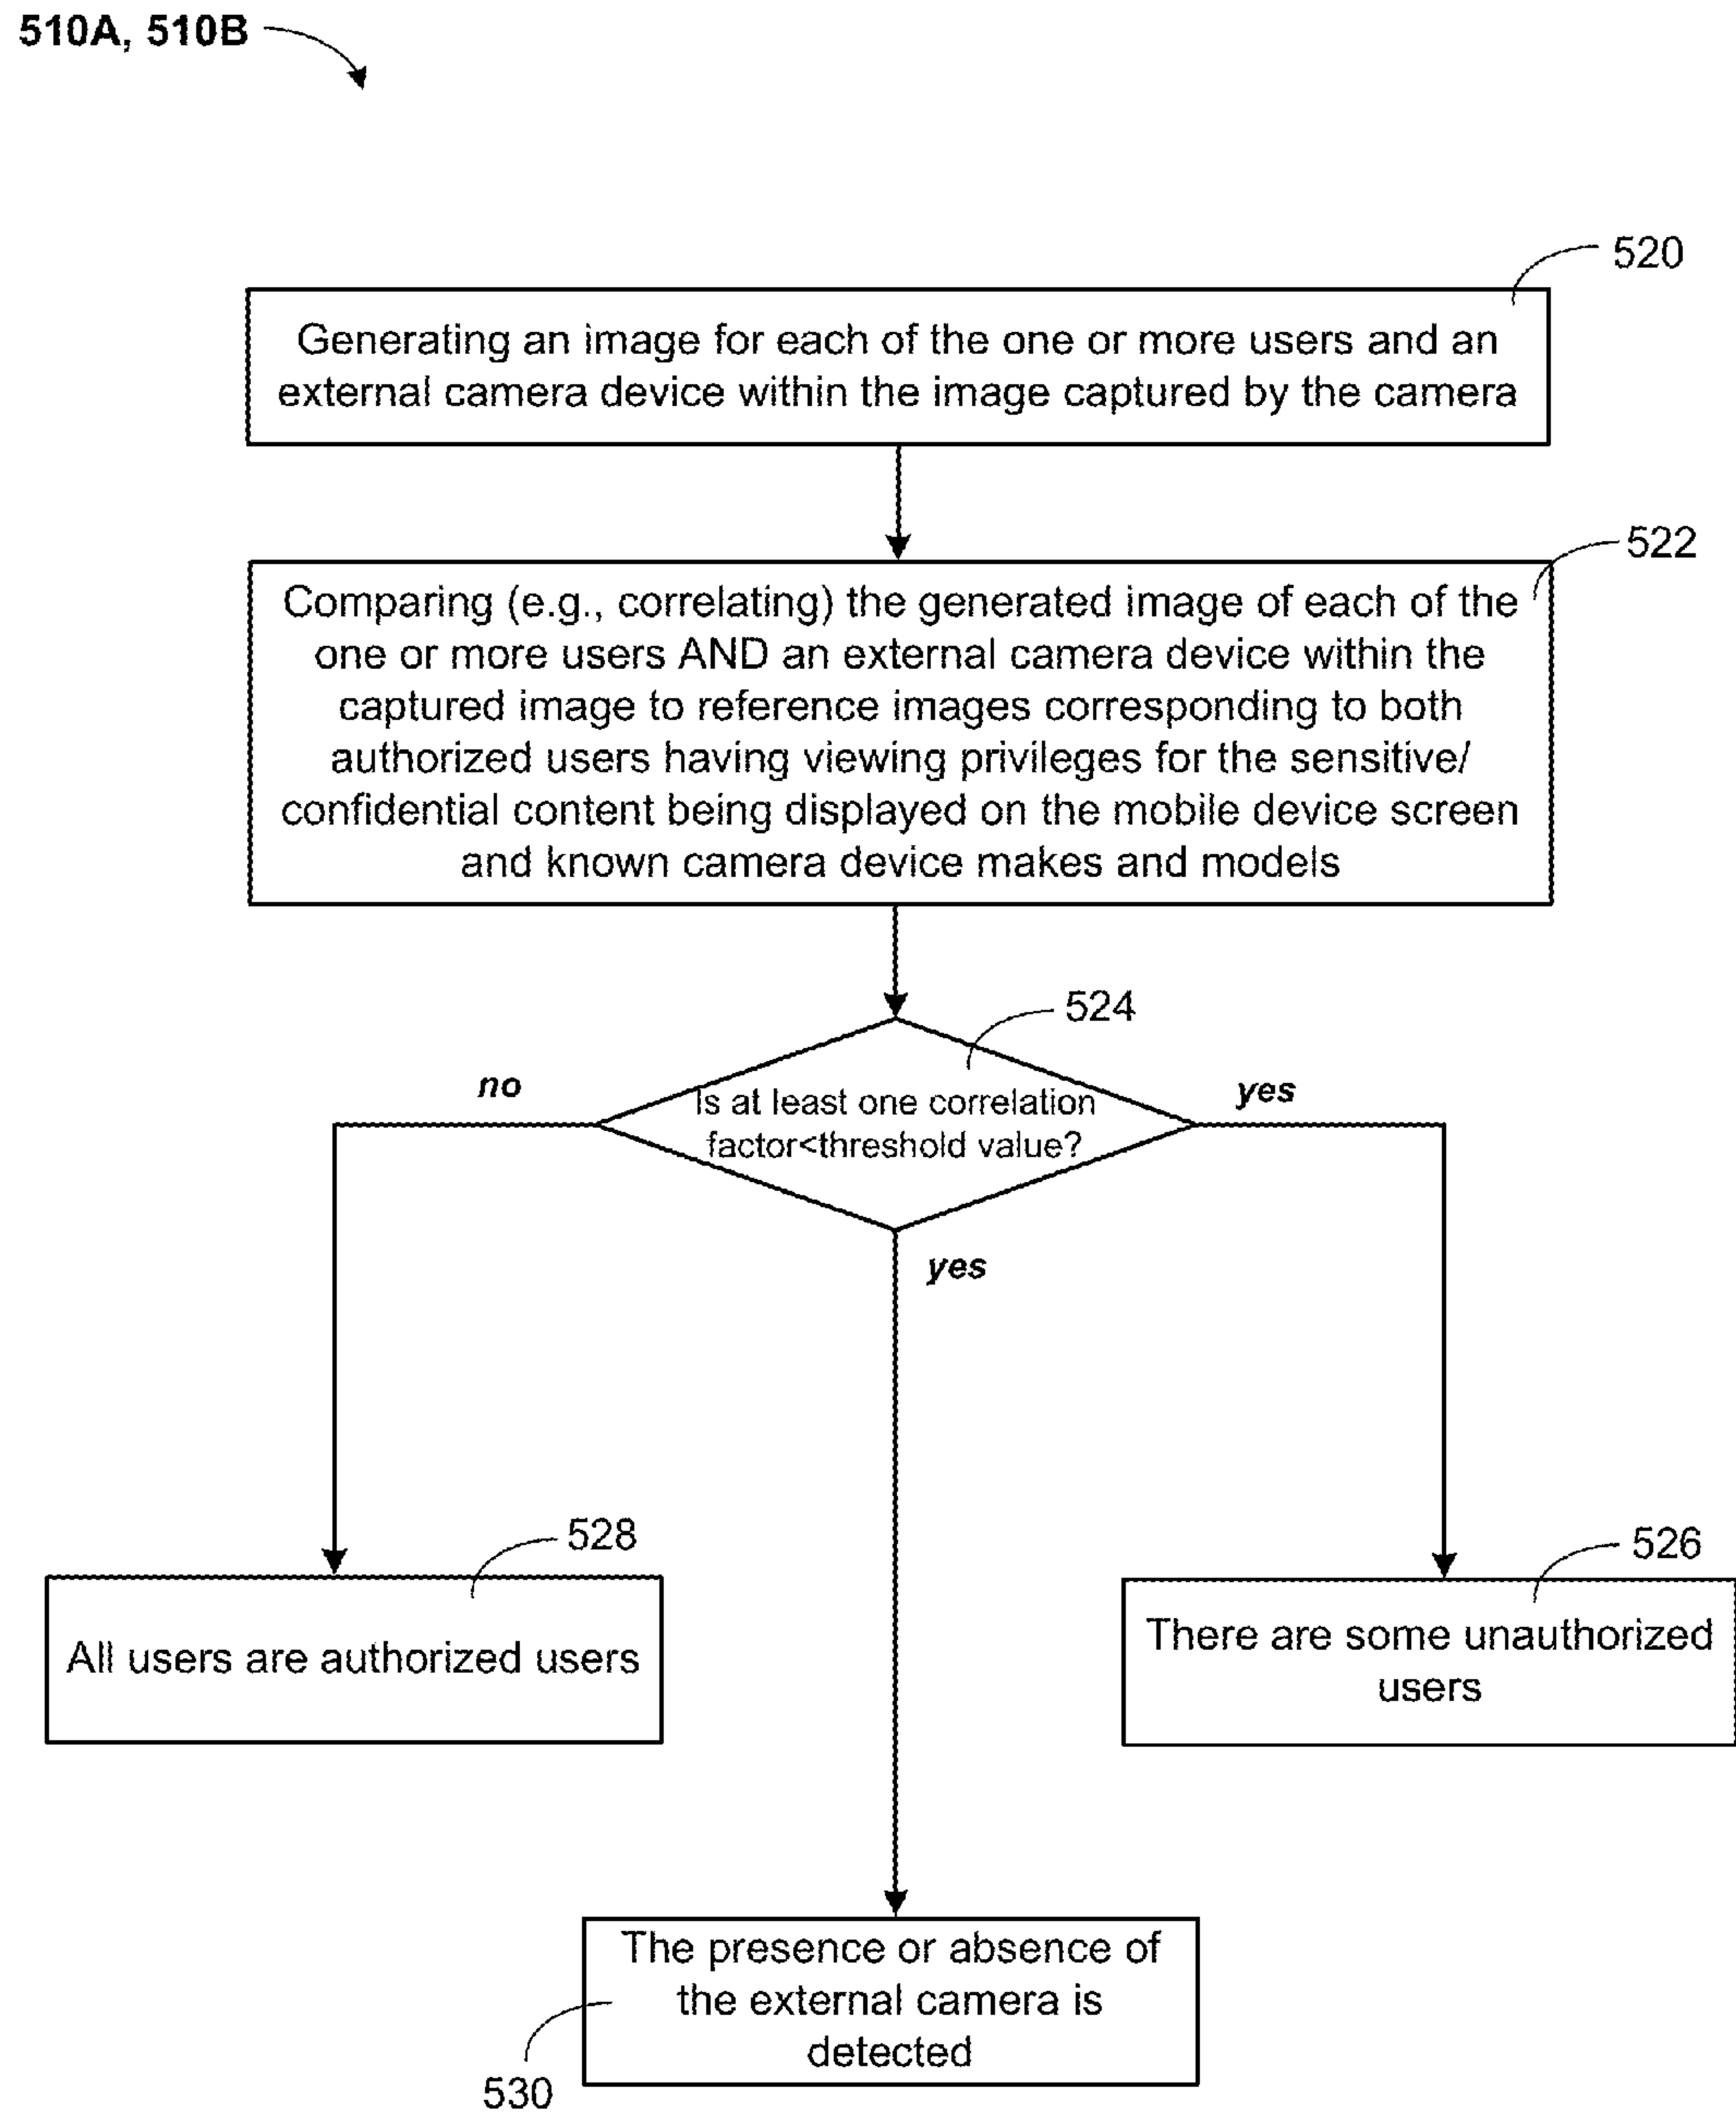 510A, 510B
520
Generating an image for each of the one or more users and an
external camera device within the image captured by the camera
522
Comparing (e.g., correlating) the generated image of each of the
one or more users AND an external camera device within the
captured image to reference images corresponding to both
authorized users having viewing privileges for the sensitive/
confidential content being displayed on the mobile device screen
and known camera device makes and models
524
no
yes
Is at least one correlation
factor<threshold value?
yes
528
526
All users are authorized users
There are some unauthorized
users
The presence or absence of
the external camera is
detected
530